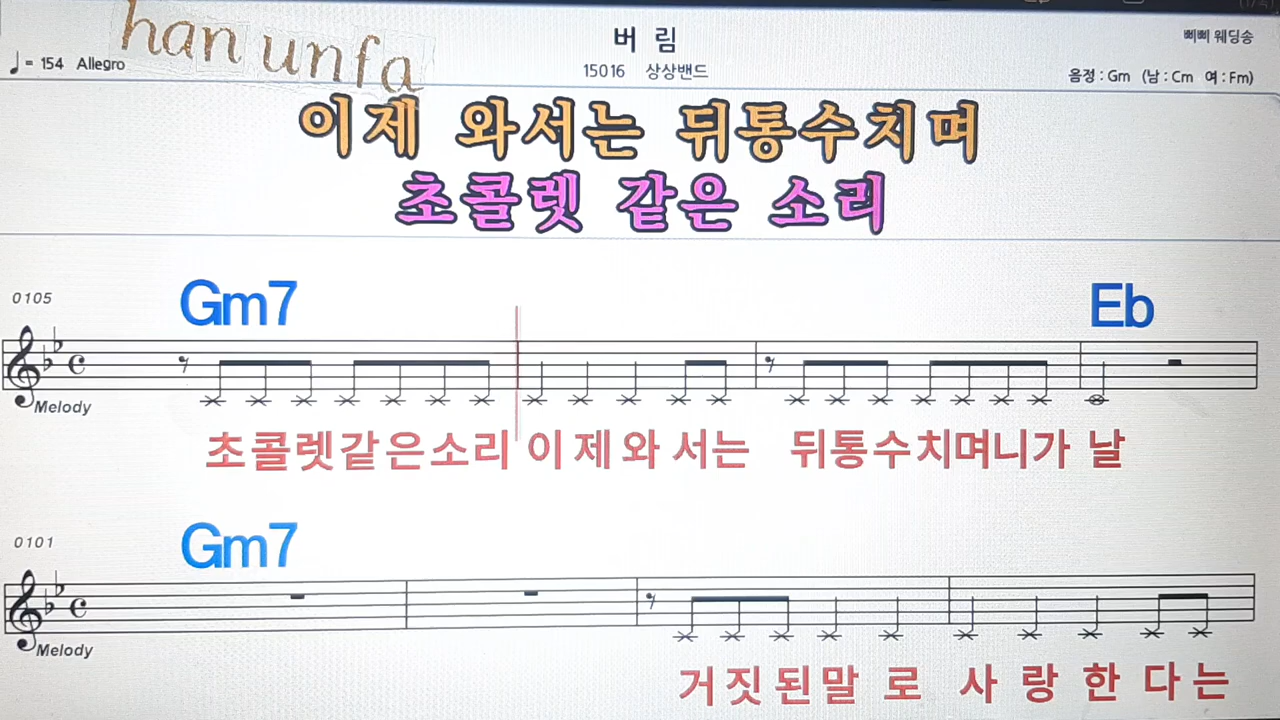 han unfa
버 림
삐삐 웨딩송
♩= 154 Allegro
15016 상상밴드
음정 : Gm (남 : Cm 여 : Fm)
이제 와서는 뒤통수치며
초콜렛 같은 소리
0105
Gm7 Eb
Melody
초콜렛같은소리 이 제 와 서는 뒤통수치며니가 날
0101
Gm7
Melody
거짓된말 로 사 랑 한 다 는